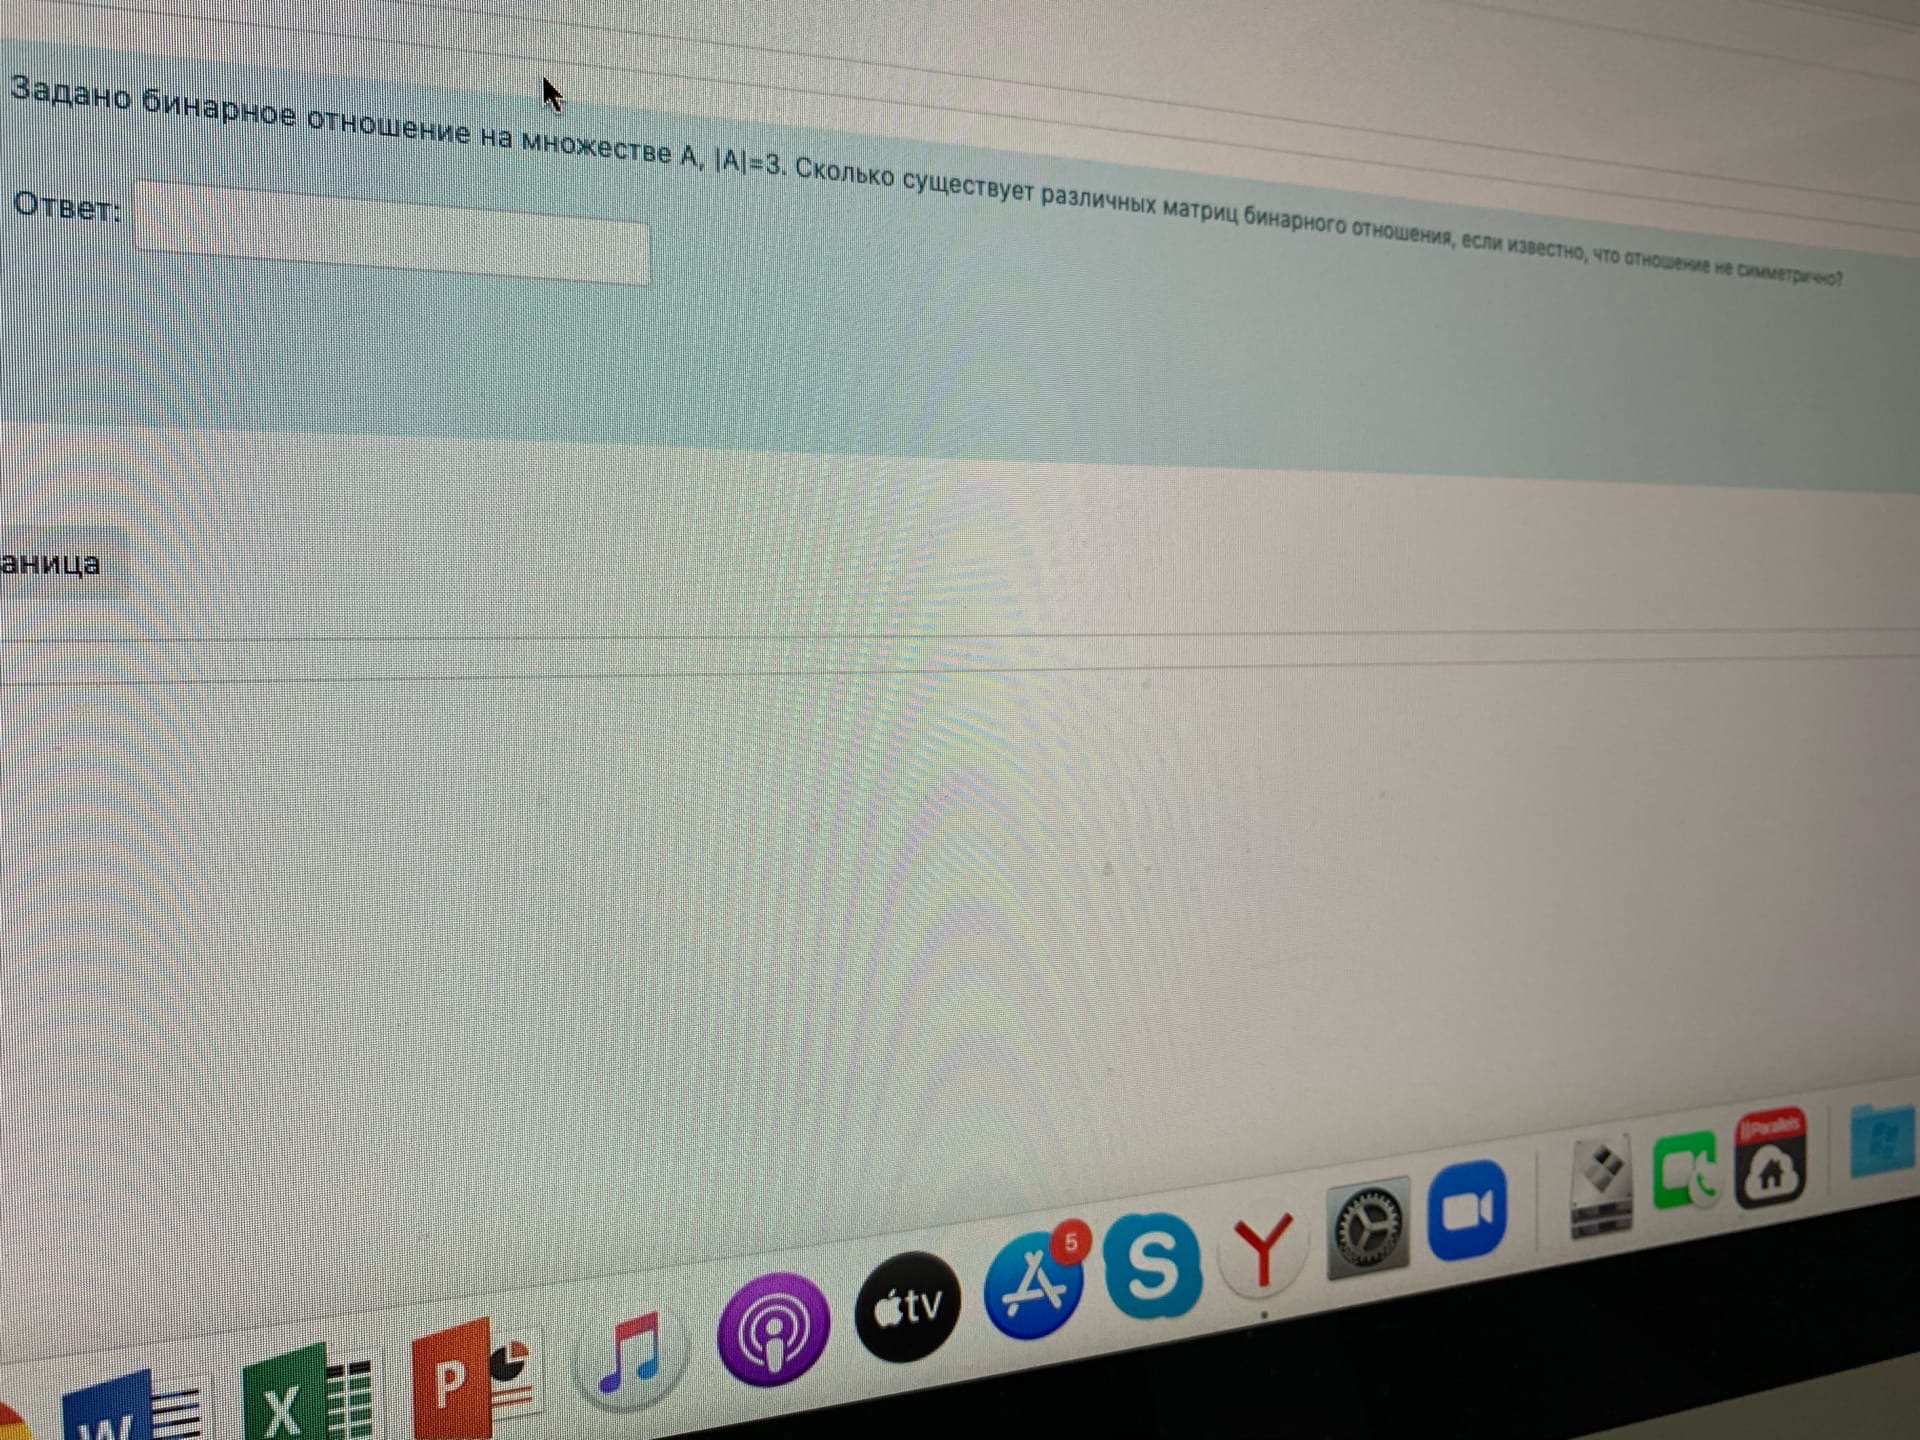 Задано бинарное отношение на множестве A, |A|=3. Сколько существует различных матриц бинарного отношения, если известно, что отношение не симметрично?
Ответ:
аница
5
tv
S
Y
Parallels
W
X
P